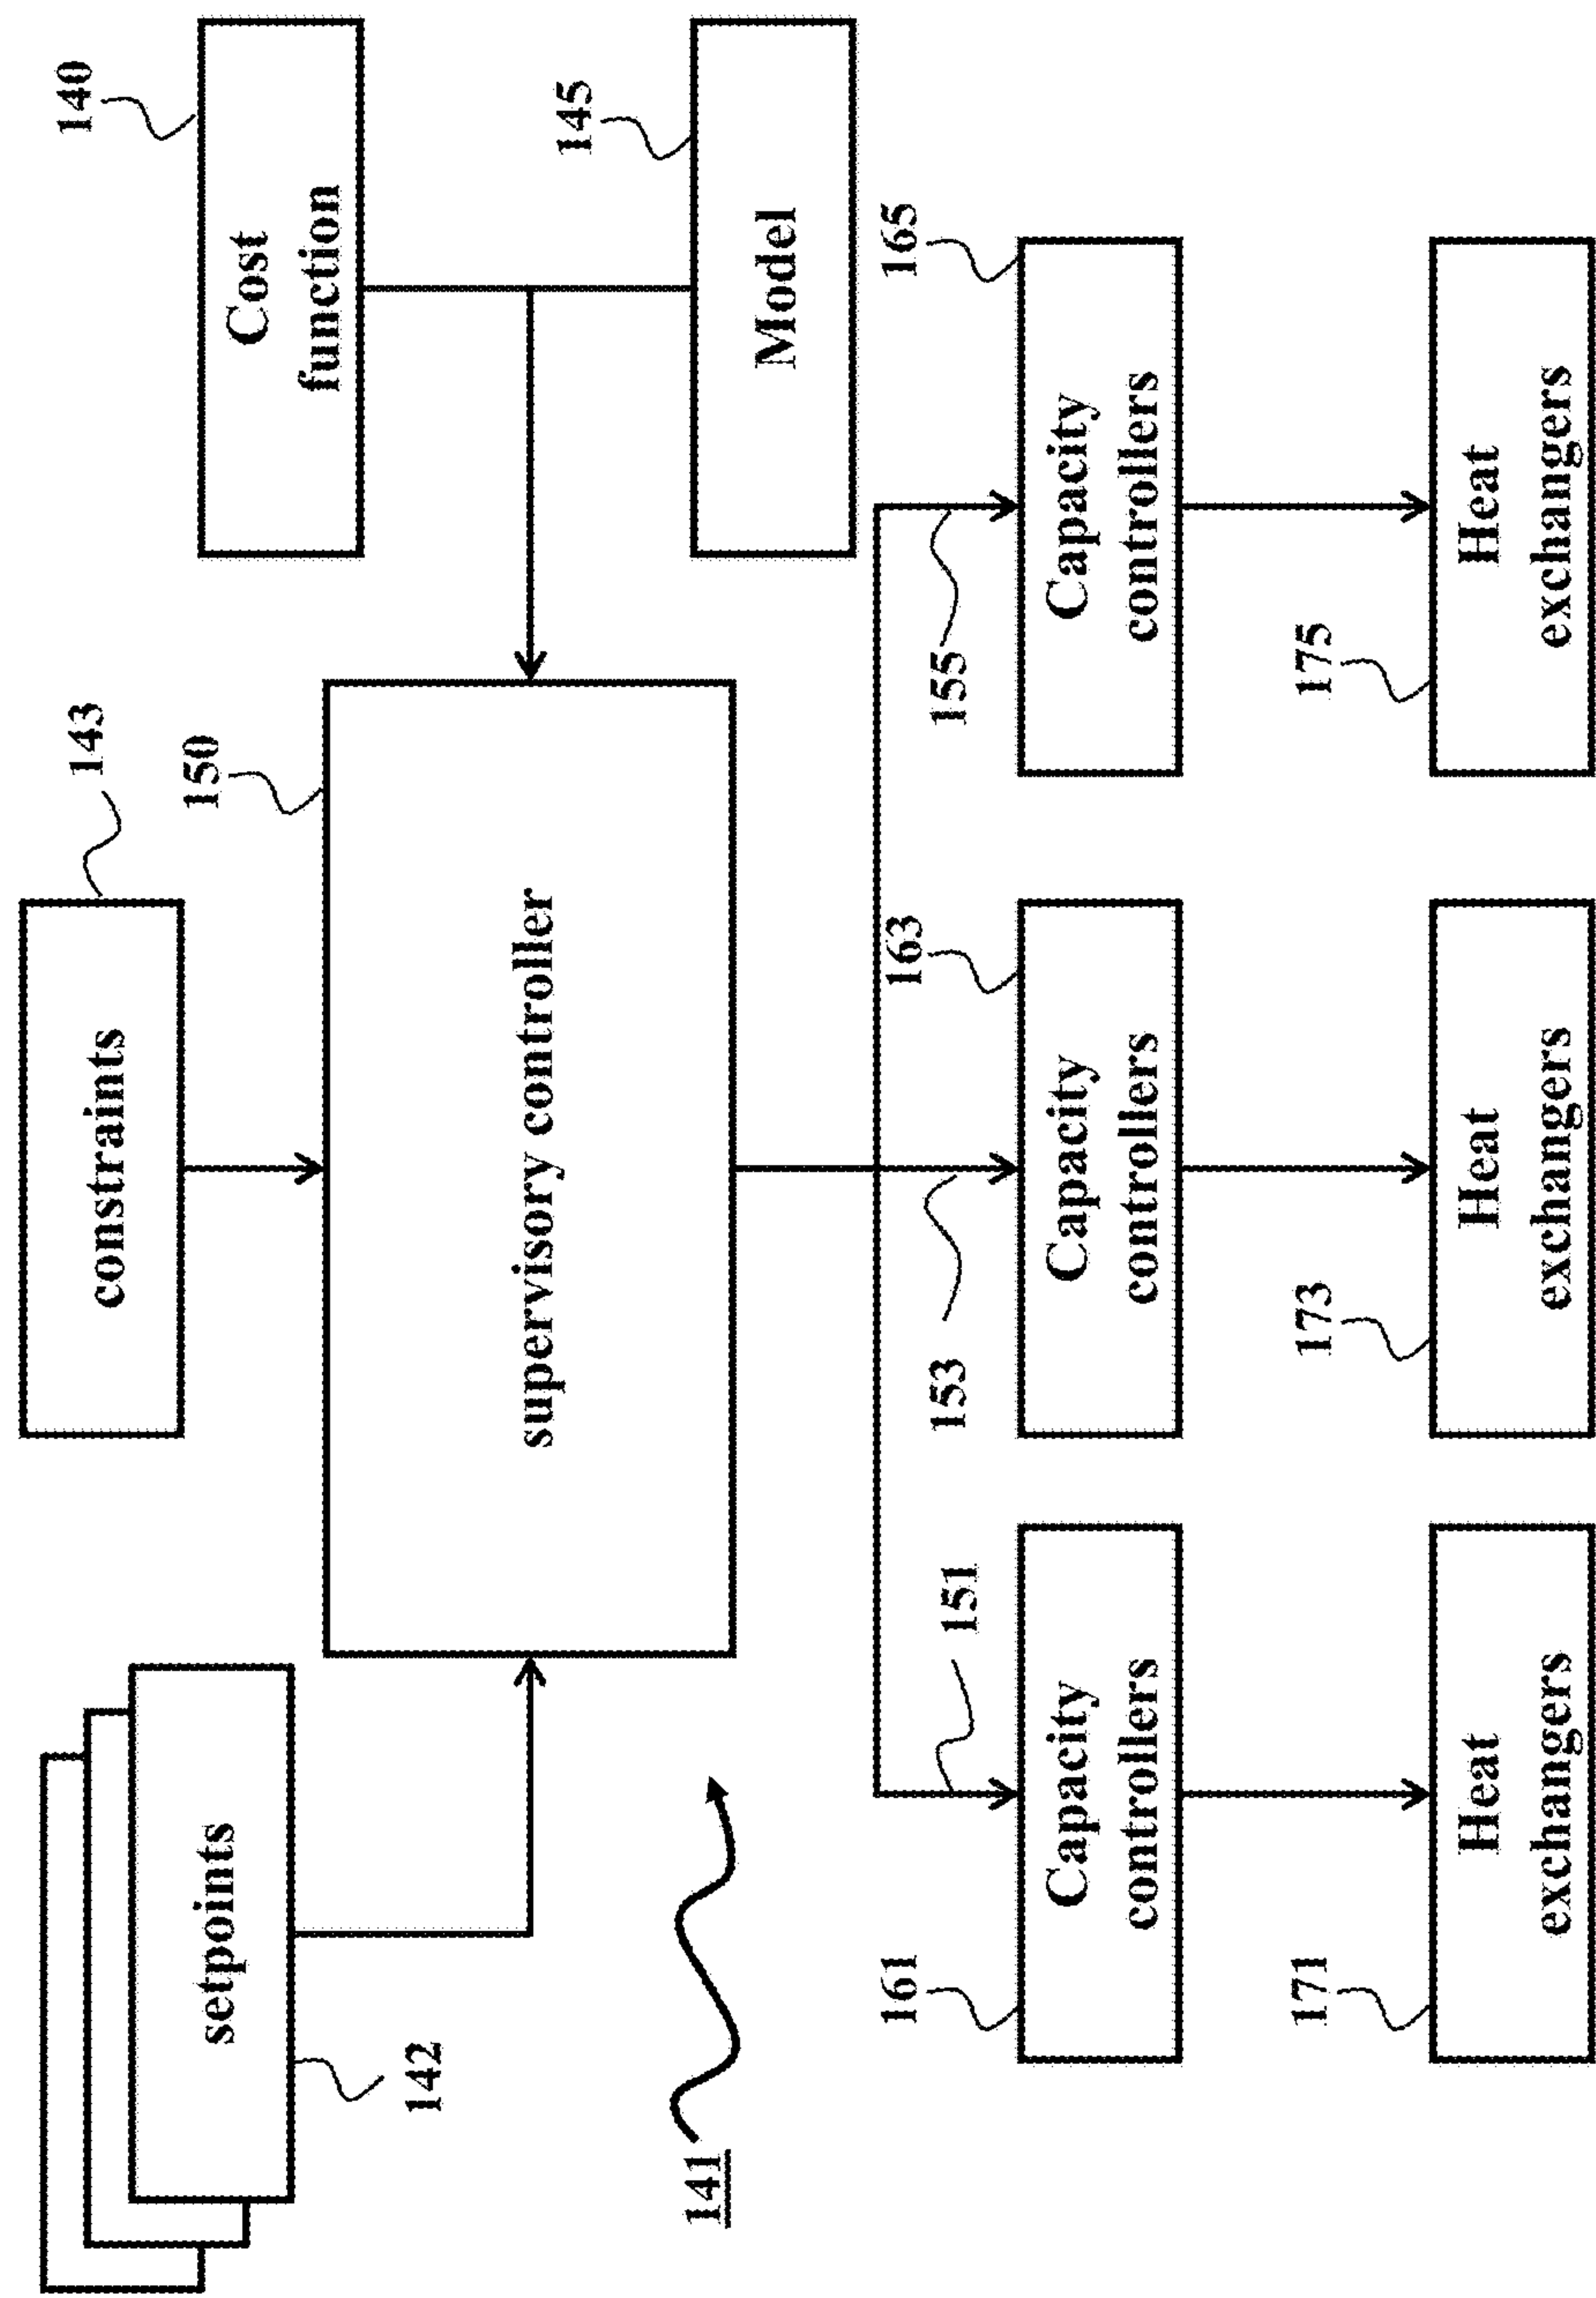 constraints
143
140
Cost
function
setpoints
142
150
supervisory controller
145
Model
141
151
153
155
161
Capacity
controllers
163
Capacity
controllers
165
Capacity
controllers
171
Heat
exchangers
173
Heat
exchangers
175
Heat
exchangers